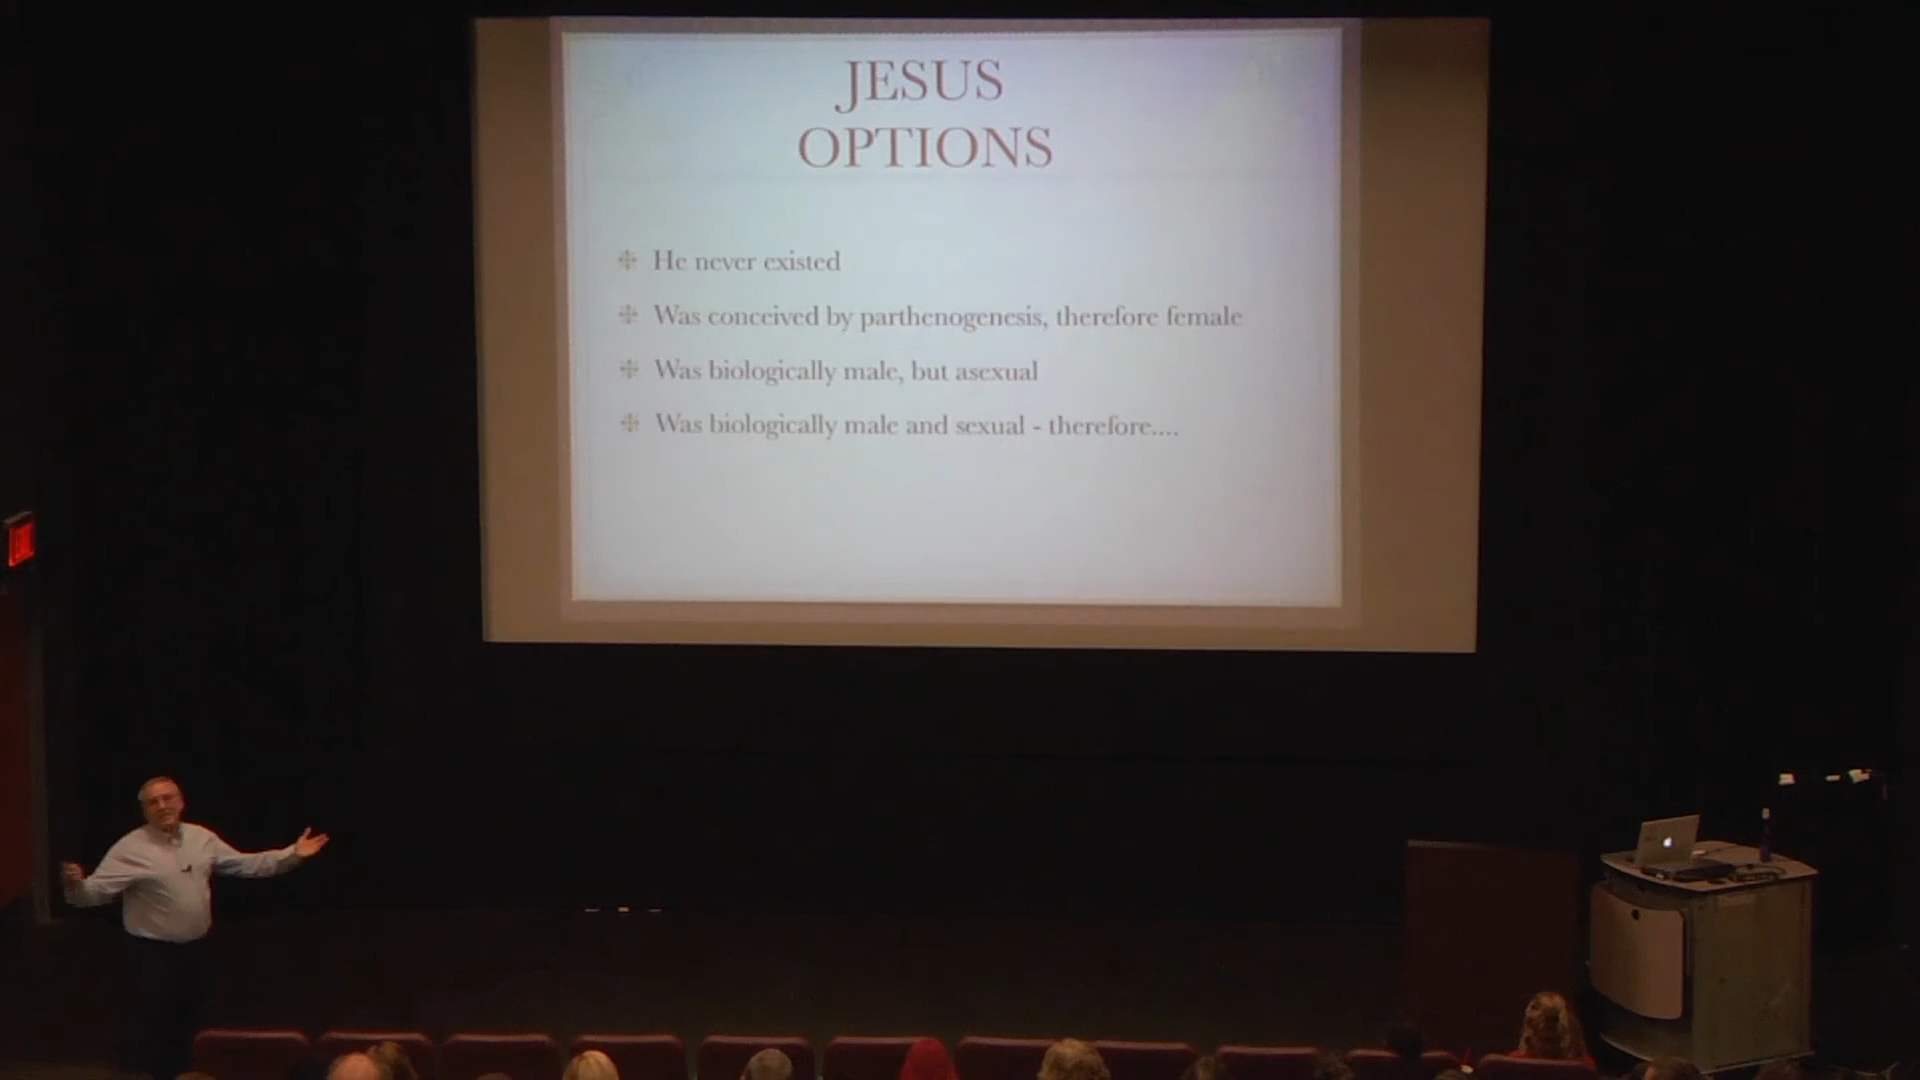 JESUS
OPTIONS
He never existed
Was conceived by parthenogenesis, therefore female
Was biologically male, but asexual
Was biologically male and sexual - therefore....